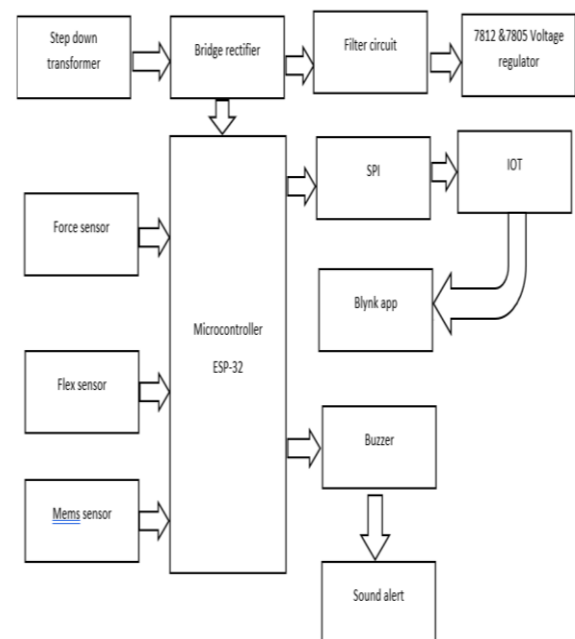 Step down
transformer
Bridge rectifier
Filter circuit
7812 &7805 Voltage
regulator
SPI
IOT
Force sensor
Blynk app
Microcontroller
ESP-32
Flex sensor
Buzzer
Mems sensor
Sound alert